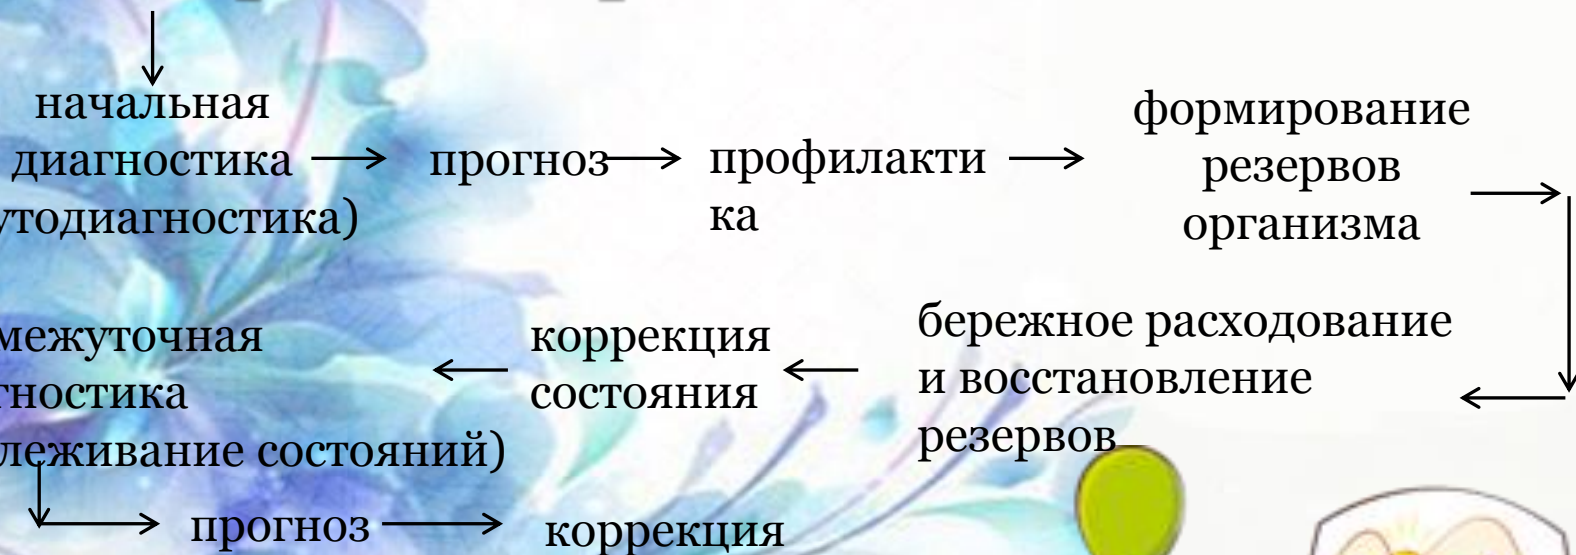 начальная
диагностика
утодиагностика)
прогноз
профилакти
ка
формирование
резервов
организма
бережное расходование
и восстановление
резервов
коррекция
состояния
межуточная
гностика
леживание состояний)
прогноз
коррекция